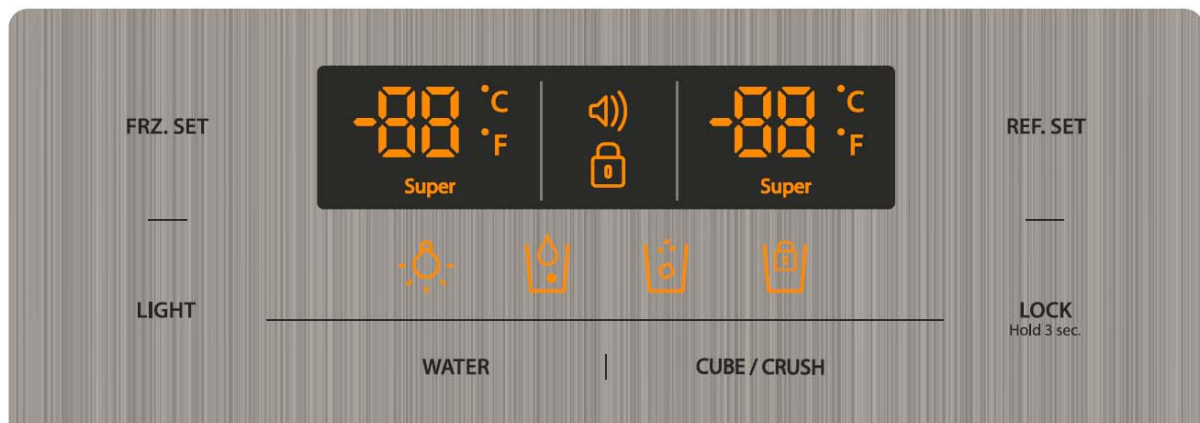 FRZ. SET
-88 °C
°F
Super
-88 °C
°F
Super
REF. SET
LIGHT
LOCK
Hold 3 sec.
WATER
CUBE / CRUSH